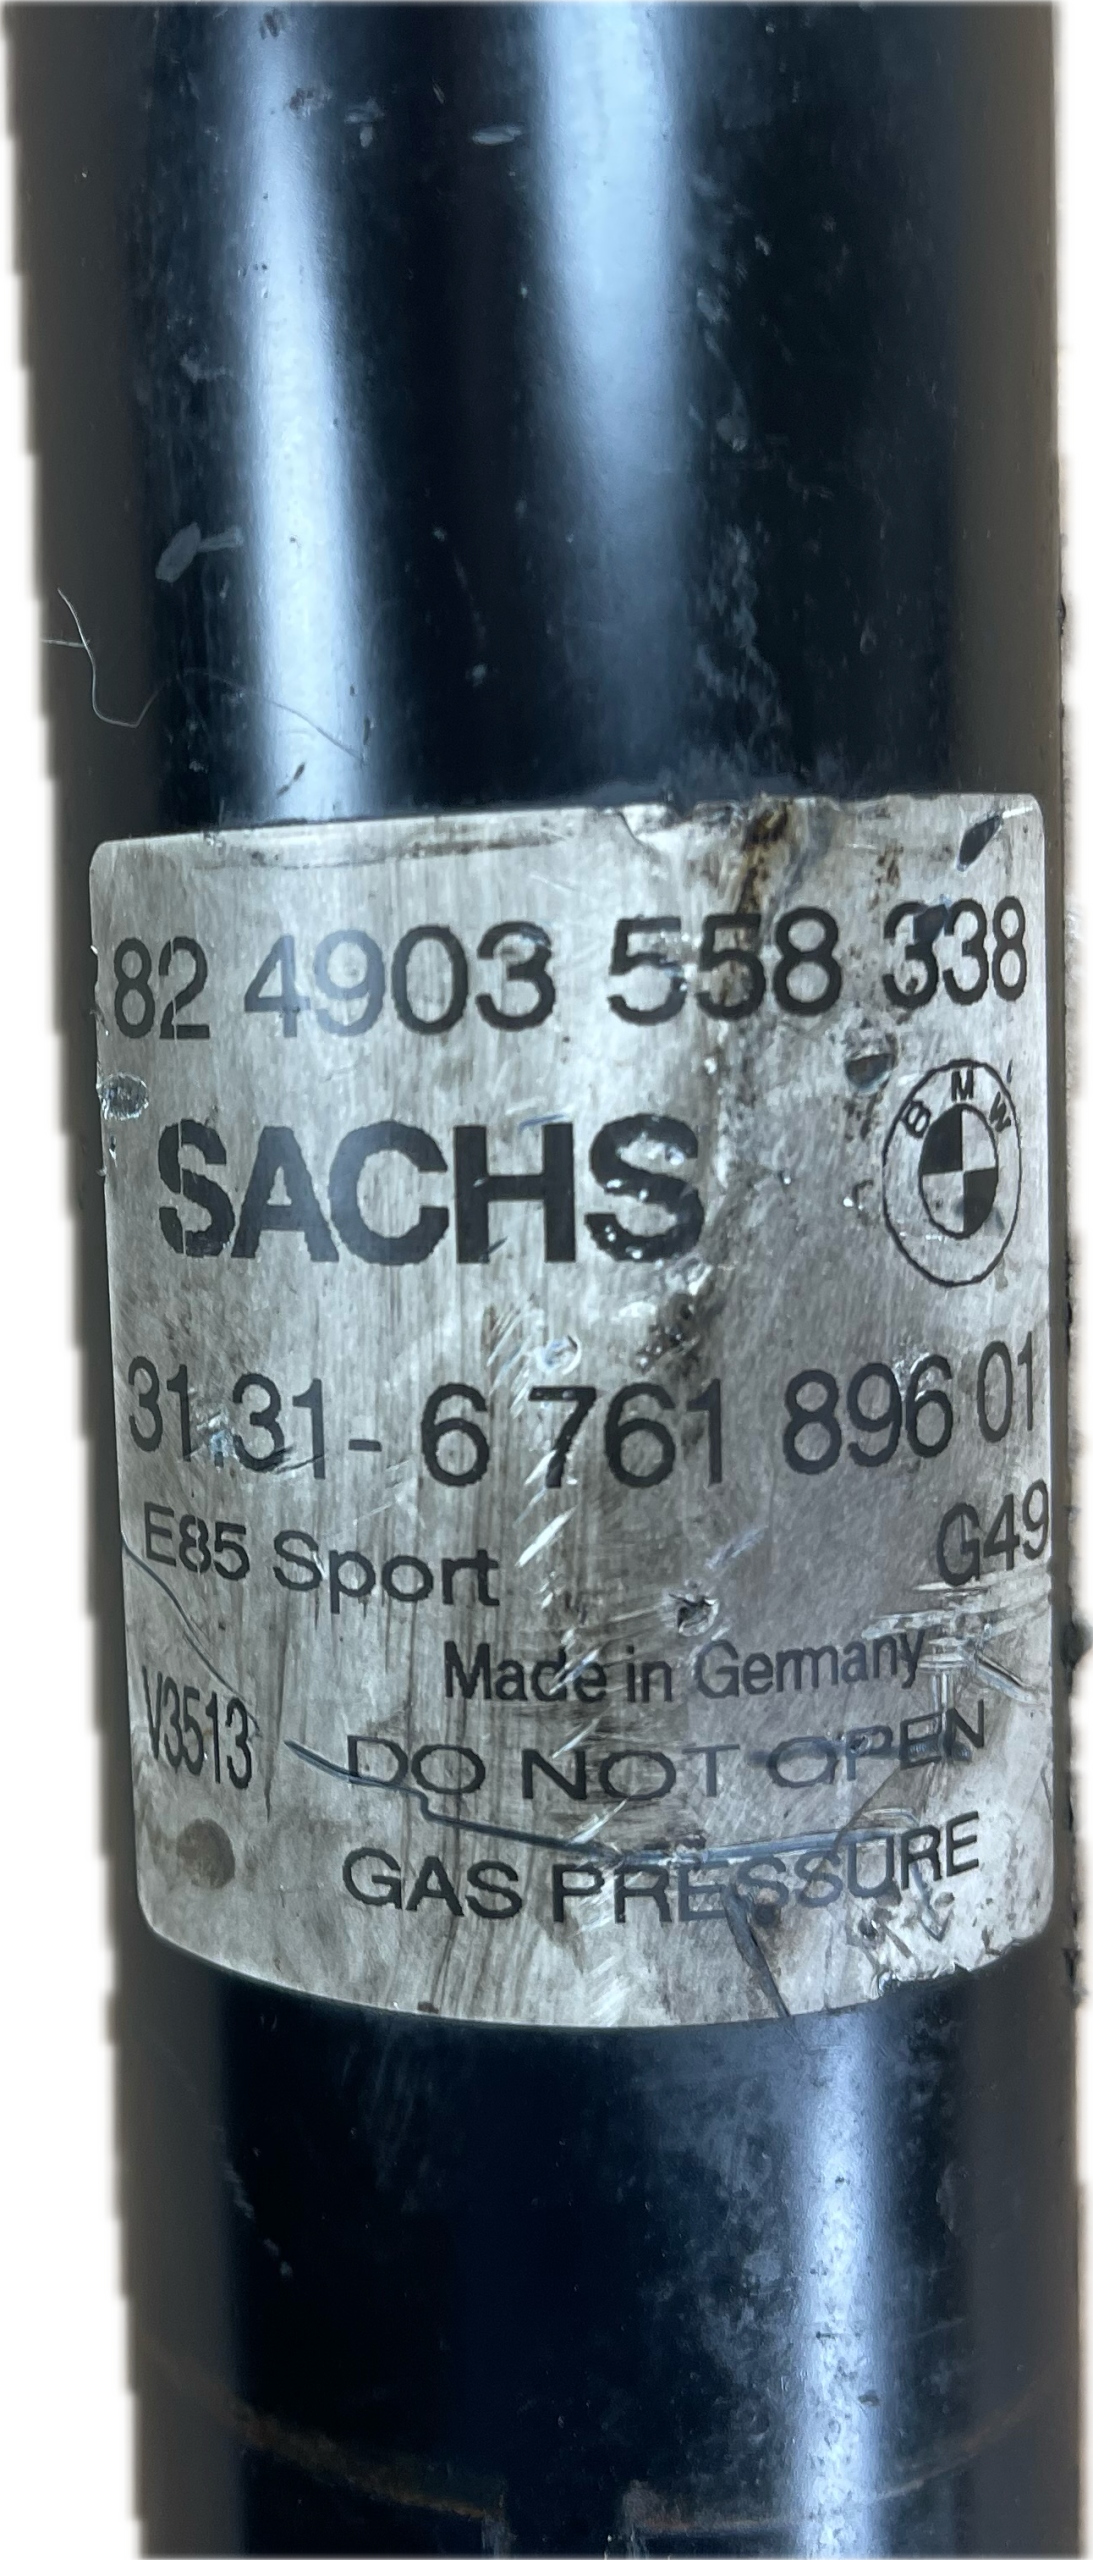 82 4903 558 338
SACHS
BMW
31.31- 6 761 896 01
E85 Sport G49
Made in Germany
V3513 DO NOT OPEN
GAS PRESSURE